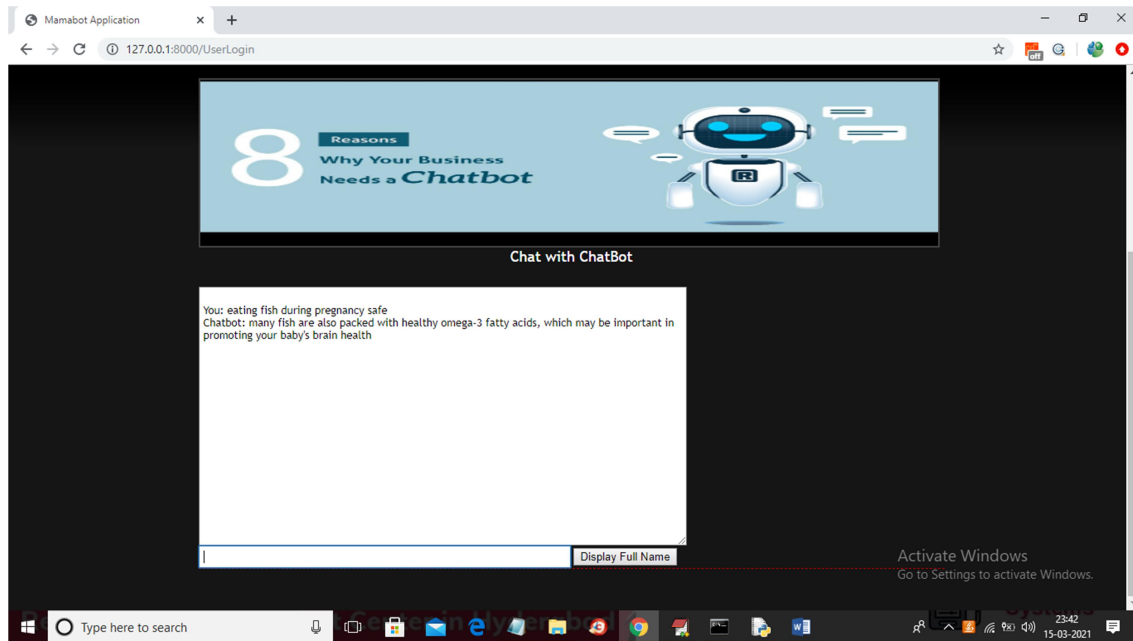 Mamabot Application
127.0.0.1:8000/UserLogin
off
8
Reasons
Why Your Business
Needs a Chatbot
R
Chat with ChatBot
You: eating fish during pregnancy safe
Chatbot: many fish are also packed with healthy omega-3 fatty acids, which may be important in
promoting your baby's brain health
Display Full Name
Activate Windows
Go to Settings to activate Windows.
Systems
Type here to search
23:42
15-03-2021